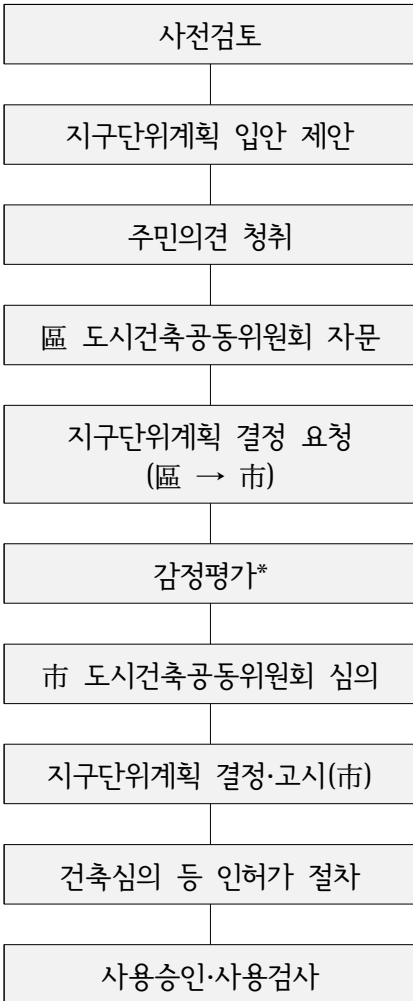 사전검토
지구단위계획 입안 제안
주민의견 청취
區 도시건축공동위원회 자문
지구단위계획 결정 요청
(區 → 市)
감정평가*
市 도시건축공동위원회 심의
지구단위계획 결정·고시(市)
건축심의 등 인허가 절차
사용승인·사용검사